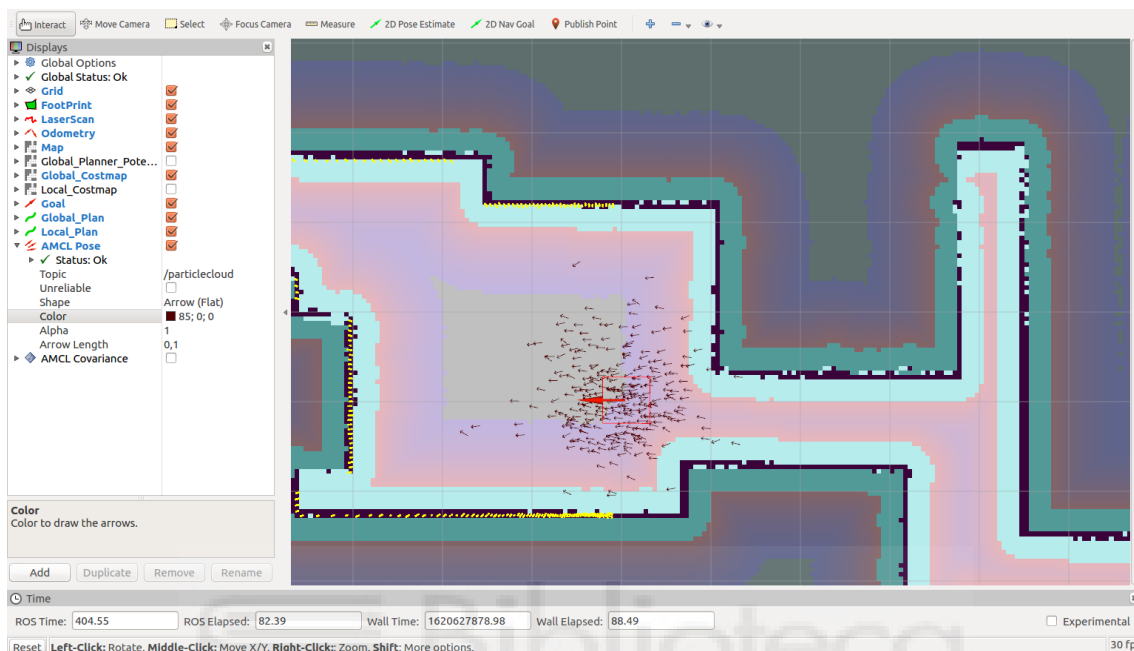 Interact Move Camera Select Focus Camera Measure 2D Pose Estimate 2D Nav Goal Publish Point
Displays
Global Options
Global Status: Ok
Grid
FootPrint
LaserScan
Odometry
Map
Global_Planner_Pote...
Global_Costmap
Local_Costmap
Goal
Global_Plan
Local_Plan
AMCL Pose
Status: Ok
Topic /particlecloud
Unreliable
Shape Arrow (Flat)
Color 85; 0; 0
Alpha 1
Arrow Length 0,1
AMCL Covariance
Color
Color to draw the arrows.
Add Duplicate Remove Rename
Time
ROS Time: 404.55 ROS Elapsed: 82.39 Wall Time: 1620627878.98 Wall Elapsed: 88.49 Experimental
Reset Left-Click: Rotate. Middle-Click: Move X/Y. Right-Click:: Zoom. Shift: More options. 30 fp
Biblioteca